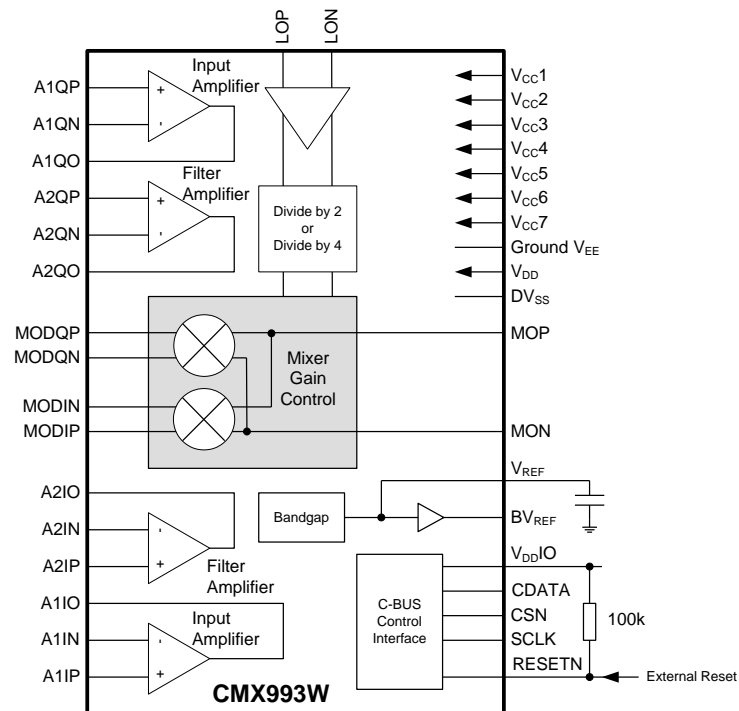 LOP
LON
Input
Amplifier
A1QP
+
A1QN
-
A1QO
Filter
Amplifier
A2QP
+
A2QN
-
A2QO
Divide by 2
or
Divide by 4
VCC1
VCC2
VCC3
VCC4
VCC5
VCC6
VCC7
Ground VEE
VDD
DVSS
MODQP
MODQN
MODIN
MODIP
Mixer
Gain
Control
MOP
MON
A2IO
A2IN
-
A2IP
+
Filter
Amplifier
A1IO
Input
Amplifier
A1IN
-
A1IP
+
Bandgap
VREF
BVREF
C-BUS
Control
Interface
VDDIO
CDATA
CSN
SCLK
RESETN
100k
External Reset
CMX993W